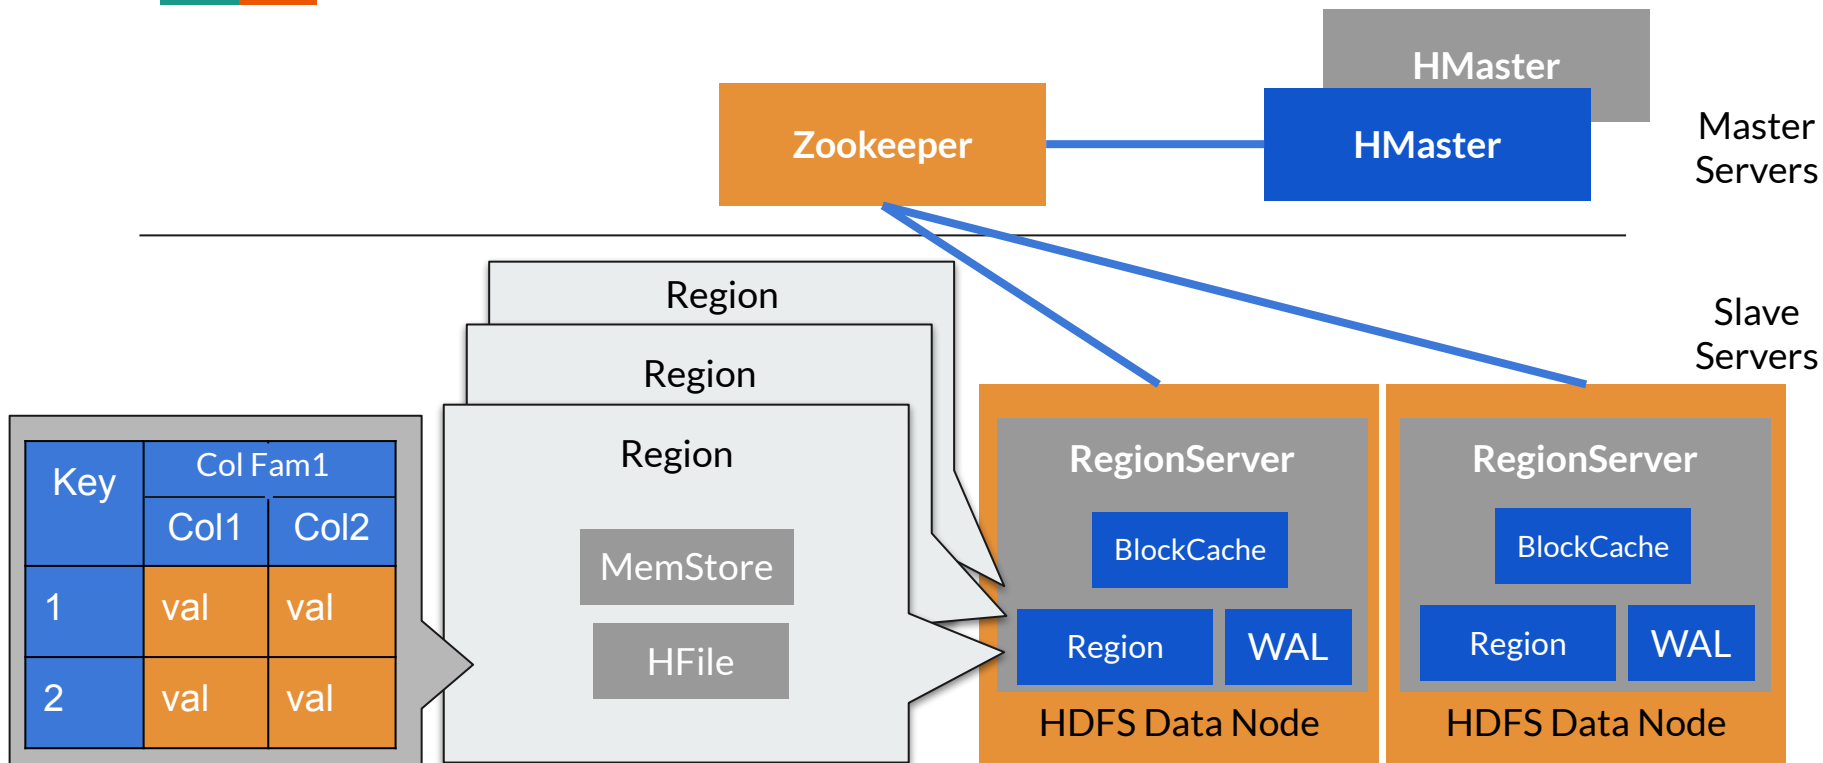 HMaster
Zookeeper
HMaster
Master
Servers
Slave
Servers
Region
Region
Region
MemStore
HFile
Key
Col Fam1
Col1
Col2
1
val
val
2
val
val
RegionServer
BlockCache
Region
WAL
HDFS Data Node
RegionServer
BlockCache
Region
WAL
HDFS Data Node